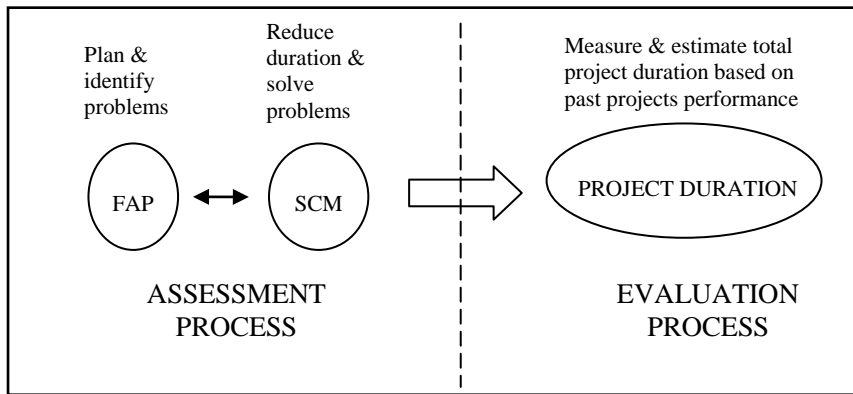 Plan &
identify
problems
Reduce
duration &
solve
problems
FAP
SCM
ASSESSMENT
PROCESS
Measure & estimate total
project duration based on
past projects performance
PROJECT DURATION
EVALUATION
PROCESS